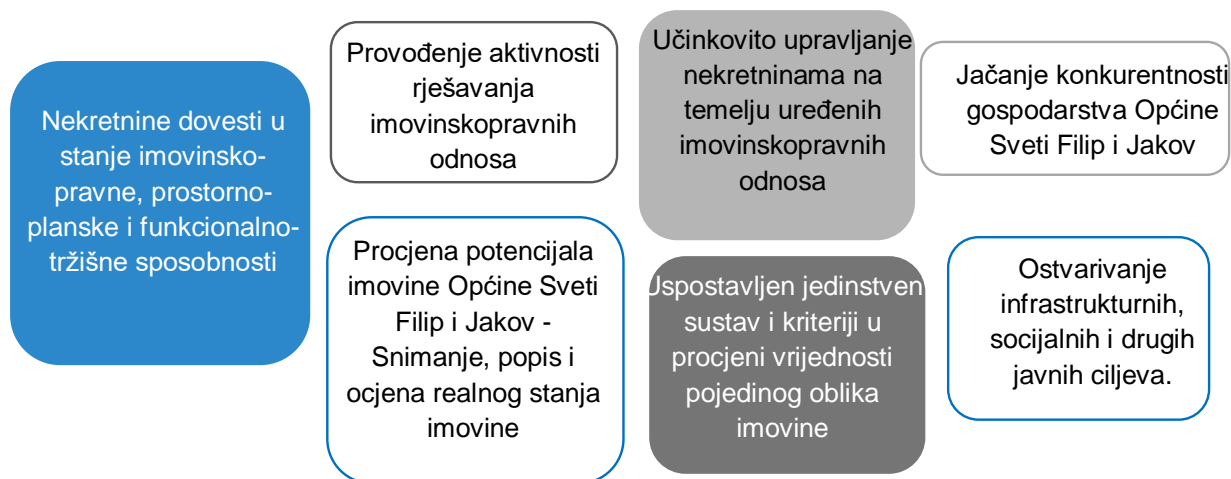 Nekretnine dovesti u
stanje imovinsko-
pravne, prostorno-
planske i funkcionalno-
tržišne sposobnosti
Provođenje aktivnosti
rješavanja
imovinskopravnih
odnosa
Procjena potencijala
imovine Općine Sveti
Filip i Jakov -
Snimanje, popis i
ocjena realnog stanja
imovine
Učinkovito upravljanje
nekretninama na
temelju uređenih
imovinskopravnih
odnosa
Uspostavljen jedinstven
sustav i kriteriji u
procjeni vrijednosti
pojedinog oblika
imovine
Jačanje konkurentnosti
gospodarstva Općine
Sveti Filip i Jakov
Ostvarivanje
infrastrukturnih,
socijalnih i drugih
javnih ciljeva.